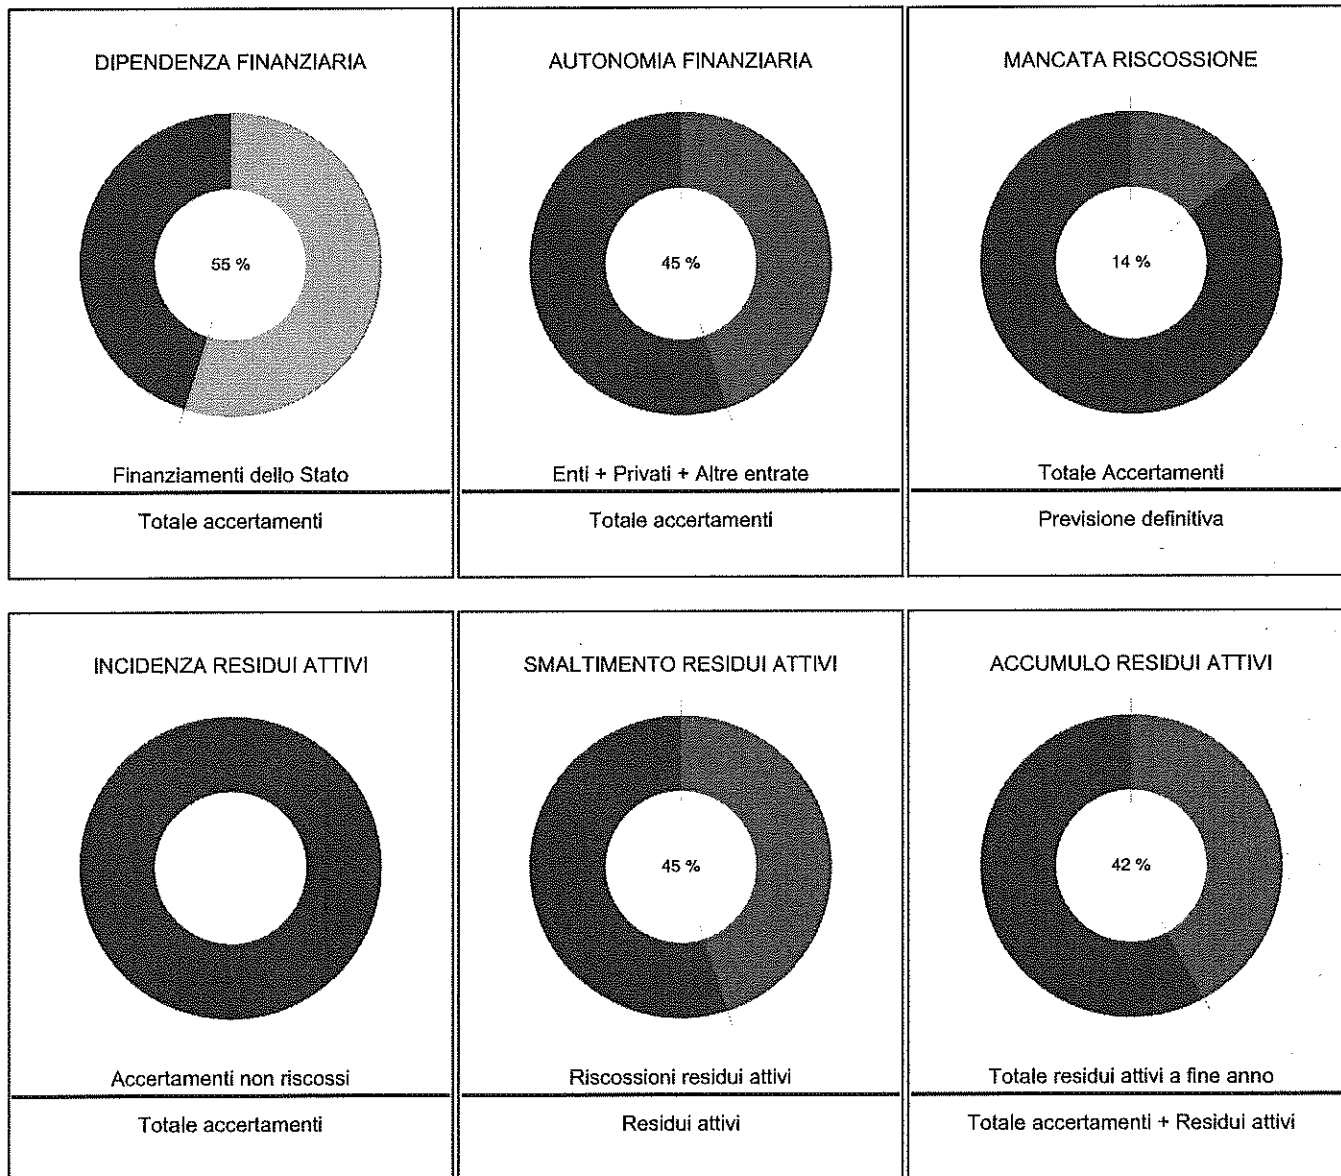 DIPENDENZA FINANZIARIA
55 %
Finanziamenti dello Stato
Totale accertamenti
AUTONOMIA FINANZIARIA
45 %
Enti + Privati + Altre entrate
Totale accertamenti
MANCATA RISCOSSIONE
14 %
Totale Accertamenti
Previsione definitiva
INCIDENZA RESIDUI ATTIVI
Accertamenti non riscossi
Totale accertamenti
SMALTIMENTO RESIDUI ATTIVI
45 %
Riscossioni residui attivi
Residui attivi
ACCUMULO RESIDUI ATTIVI
42 %
Totale residui attivi a fine anno
Totale accertamenti + Residui attivi